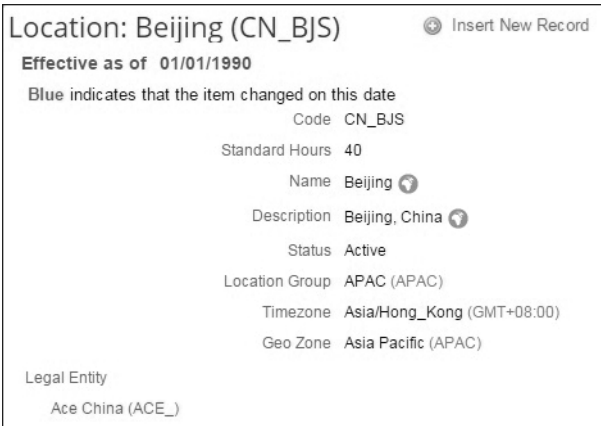 Location: Beijing (CN_BJS)
Insert New Record
Effective as of 01/01/1990
Blue indicates that the item changed on this date
Code CN_BJS
Standard Hours 40
Name Beijing
Description Beijing, China
Status Active
Location Group APAC (APAC)
Timezone Asia/Hong_Kong (GMT+08:00)
Geo Zone Asia Pacific (APAC)
Legal Entity
Ace China (ACE_)